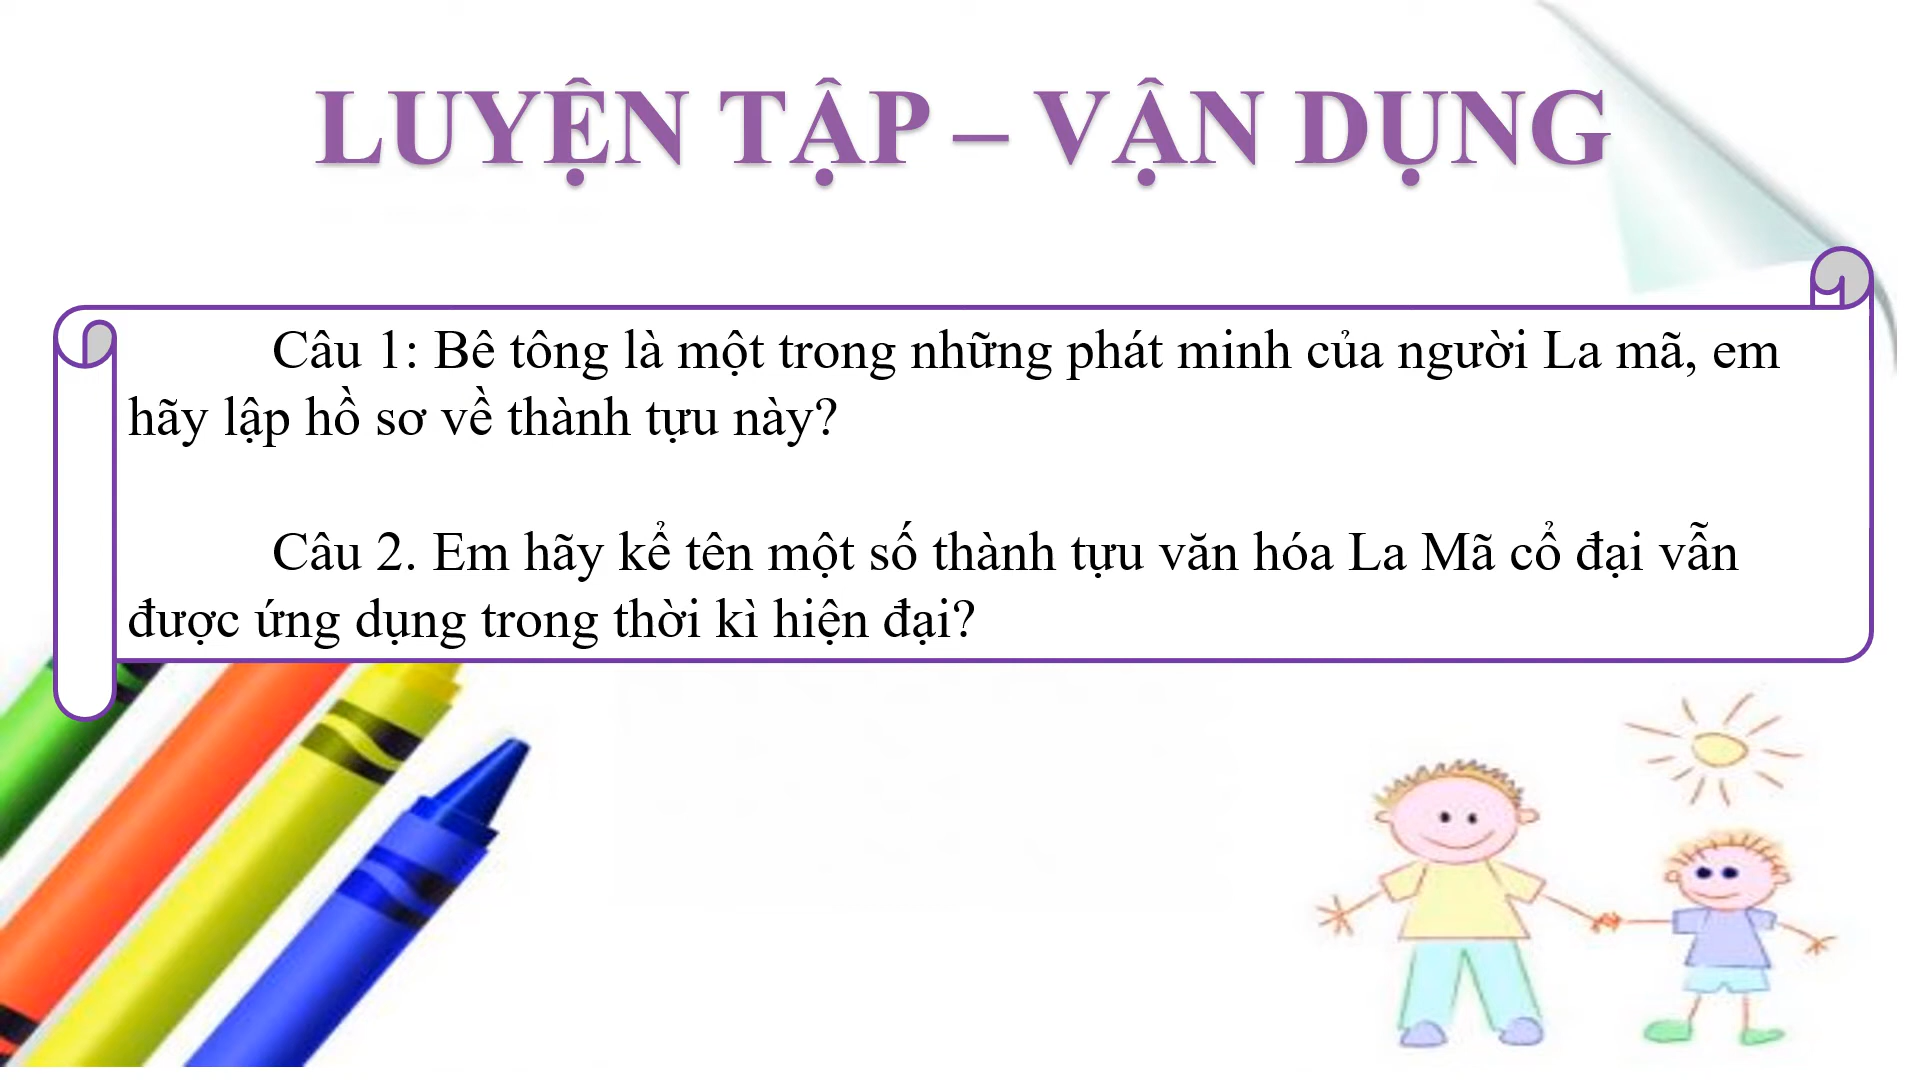 LUYỆN TẬP – VẬN DỤNG
Câu 1: Bê tông là một trong những phát minh của người La mã, em
hãy lập hồ sơ về thành tựu này?
Câu 2. Em hãy kể tên một số thành tựu văn hóa La Mã cổ đại vẫn
được ứng dụng trong thời kì hiện đại?